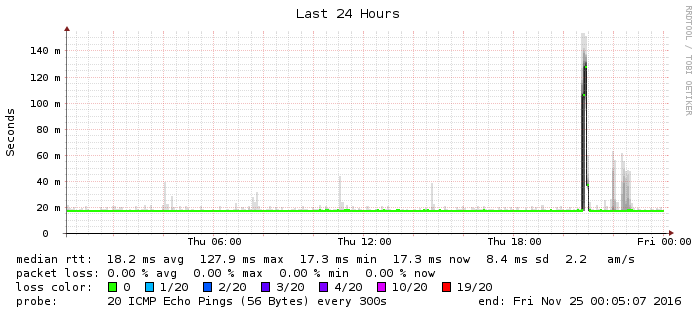 Last 24 Hours
RRDTOOL / TOBI OETIKER
Seconds
140 m
120 m
100 m
80 m
60 m
40 m
20 m
0
Thu 06:00 Thu 12:00 Thu 18:00 Fri 00:00
median rtt: 18.2 ms avg 127.9 ms max 17.3 ms min 17.3 ms now 8.4 ms sd 2.2 am/s
packet loss: 0.00 % avg 0.00 % max 0.00 % min 0.00 % now
loss color: 0 1/20 2/20 3/20 4/20 10/20 19/20
probe: 20 ICMP Echo Pings (56 Bytes) every 300s end: Fri Nov 25 00:05:07 2016